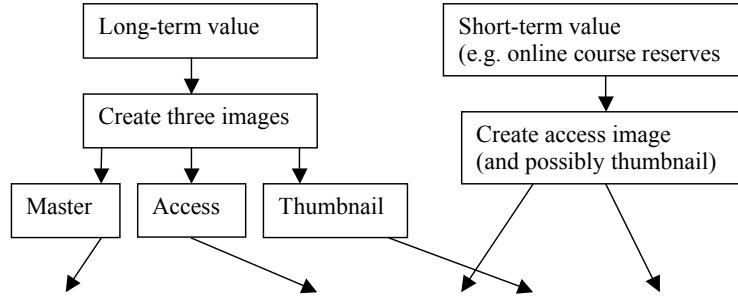 Long-term value
Create three images
Master
Access
Thumbnail
Short-term value
(e.g. online course reserves
Create access image
(and possibly thumbnail)